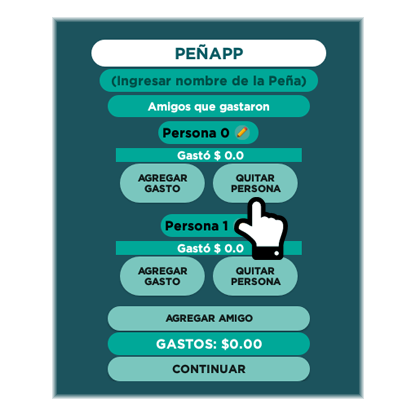 PEÑAPP
(Ingresar nombre de la Peña)
Amigos que gastaron
Persona 0
Gastó $ 0.0
AGREGAR GASTO
QUITAR PERSONA
Persona 1
Gastó $ 0.0
AGREGAR GASTO
QUITAR PERSONA
AGREGAR AMIGO
GASTOS: $0.00
CONTINUAR